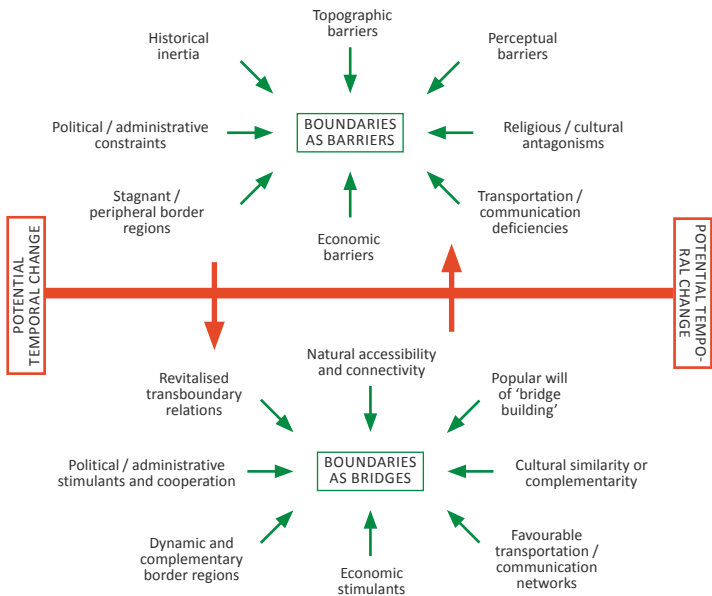 Topographic
barriers
Historical
inertia
Perceptual
barriers
Political / administrative
constraints
BOUNDARIES
AS BARRIERS
Religious / cultural
antagonisms
Stagnant /
peripheral border
regions
Economic
barriers
Transportation /
communication
deficiencies
POTENTIAL
TEMPORAL CHANGE
POTENTIAL TEMPO-
RAL CHANGE
Natural accessibility
and connectivity
Revitalised
transboundary
relations
Popular will
of ‘bridge
building’
Political / administrative
stimulants and cooperation
BOUNDARIES
AS BRIDGES
Cultural similarity or
complementarity
Dynamic and
complementary
border regions
Economic
stimulants
Favourable
transportation /
communication
networks